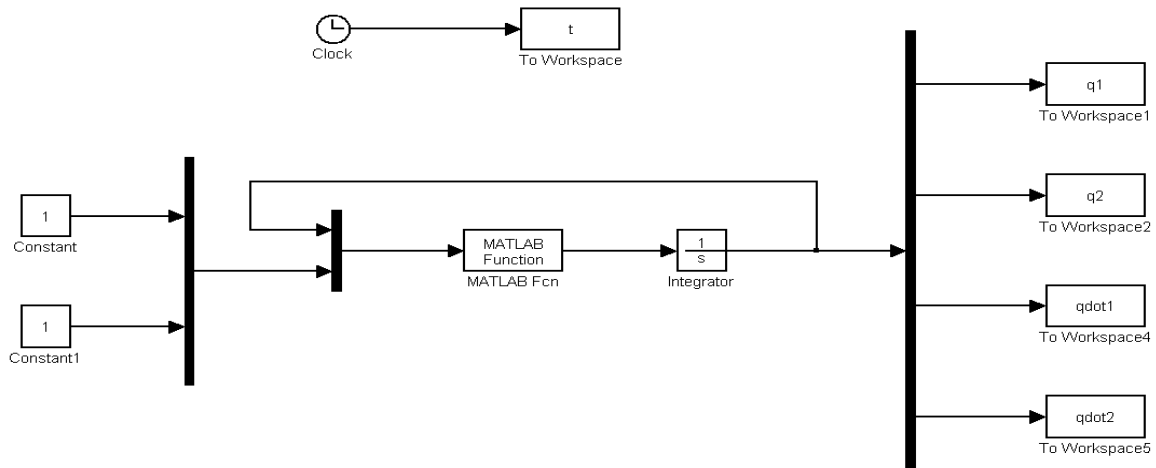 t
Clock
To Workspace
q1
To Workspace1
1
Constant
MATLAB
Function
MATLAB Fcn
1
s
Integrator
q2
To Workspace2
1
Constant1
qdot1
To Workspace4
qdot2
To Workspace5